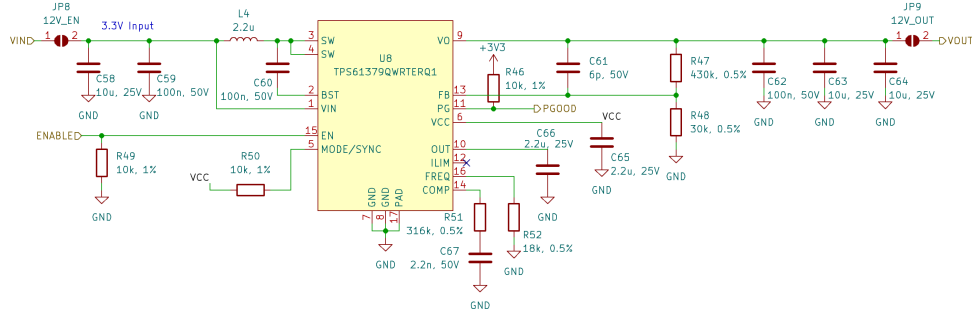 JP8
12V_EN
VIN
1
2
3.3V Input
L4
2.2u
C58
10u, 25V
GND
C59
100n, 50V
GND
C60
100n, 50V
3
SW
4
SW
2
BST
1
VIN
15
EN
5
MODE/SYNC
U8
TPS61379QWRTERQ1
VO
9
FB
13
PG
11
VCC
6
OUT
10
ILIM
12
FREQ
16
COMP
14
GND
7
GND
8
PAD
17
GND
ENABLE
R49
10k, 1%
GND
R50
10k, 1%
VCC
+3V3
R46
10k, 1%
PGOOD
C61
6p, 50V
R47
430k, 0.5%
R48
30k, 0.5%
GND
VCC
C65
2.2u, 25V
GND
C66
2.2u, 25V
GND
R51
316k, 0.5%
C67
2.2n, 50V
GND
R52
18k, 0.5%
GND
C62
100n, 50V
GND
C63
10u, 25V
GND
C64
10u, 25V
GND
JP9
12V_OUT
1
2
VOUT